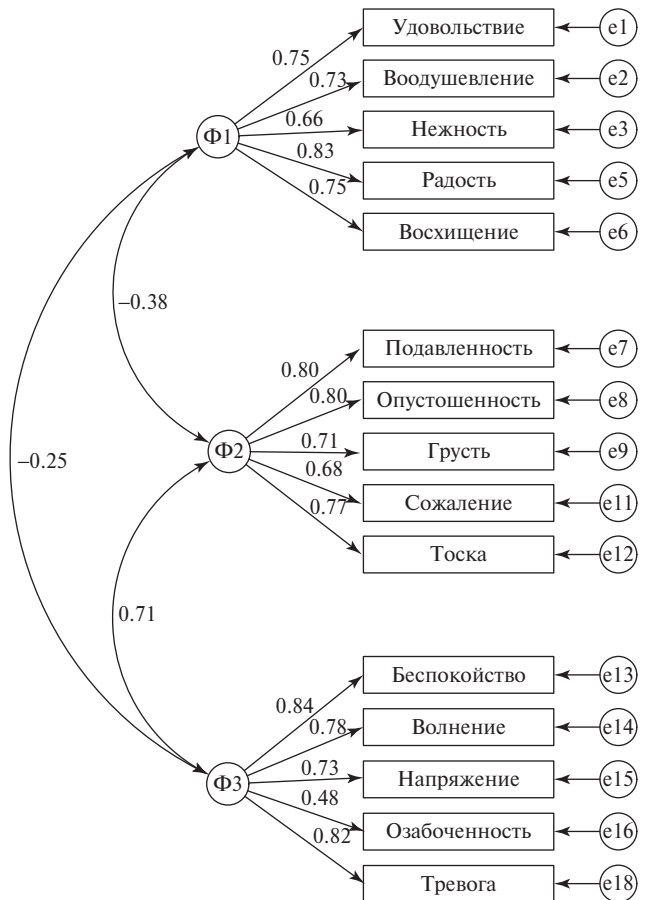 Удовольствие e1
0.75
Воодушевление e2
0.73
0.66
Ф1 Нежность e3
0.83
Радость e5
0.75
Восхищение e6
−0.38
Подавленность e7
0.80
0.80 Опустошенность e8
0.71
Ф2 Грусть e9
−0.25
0.68
Сожаление e11
0.77
Тоска e12
0.71
Беспокойство e13
0.84
0.78 Волнение e14
0.73
Ф3 Напряжение e15
0.48
Озабоченность e16
0.82
Тревога e18